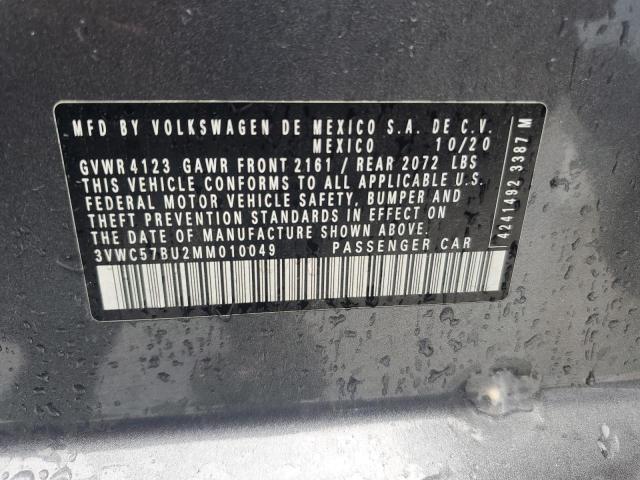 MFD BY VOLKSWAGEN DE MEXICO S.A. DE C.V.
MEXICO 10/20
GVWR 4123 GAWR FRONT 2161 / REAR 2072 LBS
THIS VEHICLE CONFORMS TO ALL APPLICABLE U.S.
FEDERAL MOTOR VEHICLE SAFETY, BUMPER AND
THEFT PREVENTION STANDARDS IN EFFECT ON
THE DATE OF MANUFACTURE SHOWN ABOVE.
3VWC57BU2MM010049 PASSENGER CAR
4241492 3387 M